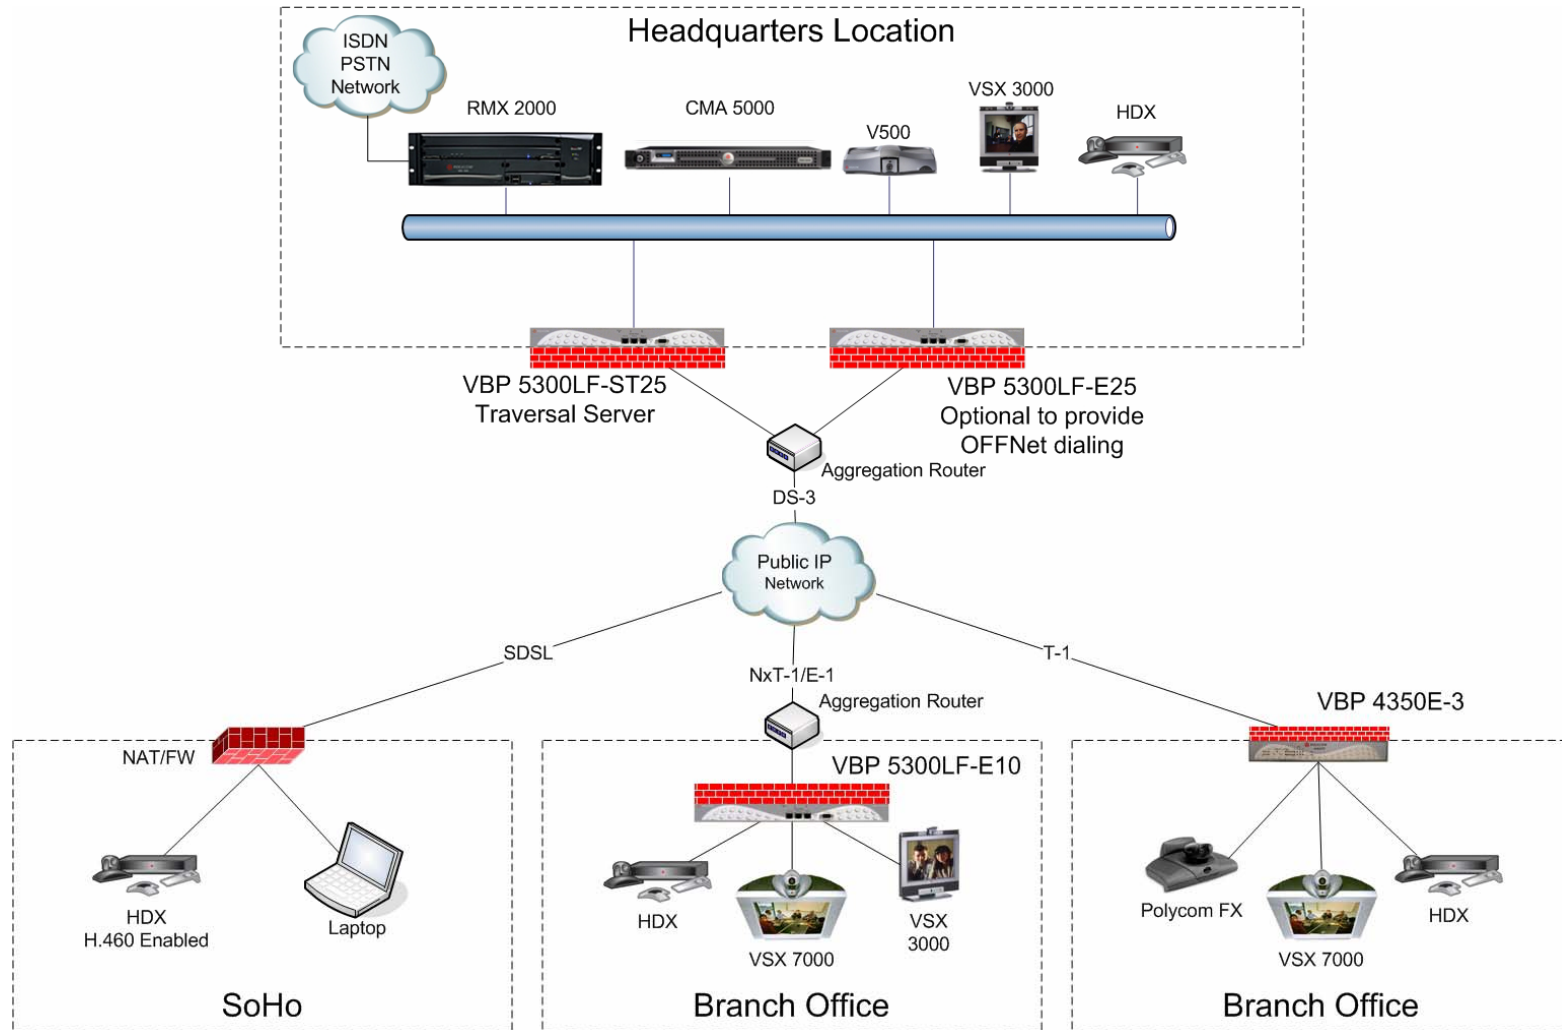 Headquarters Location
ISDN
PSTN
Network
RMX 2000
CMA 5000
V500
VSX 3000
HDX
VBP 5300LF-ST25
Traversal Server
VBP 5300LF-E25
Optional to provide
OFFNet dialing
Aggregation Router
DS-3
Public IP
Network
SDSL
NxT-1/E-1
T-1
Aggregation Router
VBP 4350E-3
NAT/FW
VBP 5300LF-E10
HDX
H.460 Enabled
Laptop
HDX
VSX 7000
VSX
3000
Polycom FX
VSX 7000
HDX
SoHo
Branch Office
Branch Office